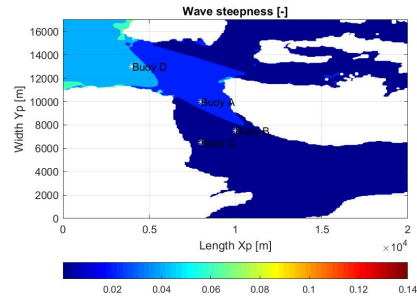 Wave steepness [-]
16000
14000
12000
10000
8000
6000
4000
2000
0
Width Yp [m]
Buoy D
Buoy A
Buoy B
Buoy C
0 0.5 1 1.5 2
×10⁴
Length Xp [m]
0.02 0.04 0.06 0.08 0.1 0.12 0.14